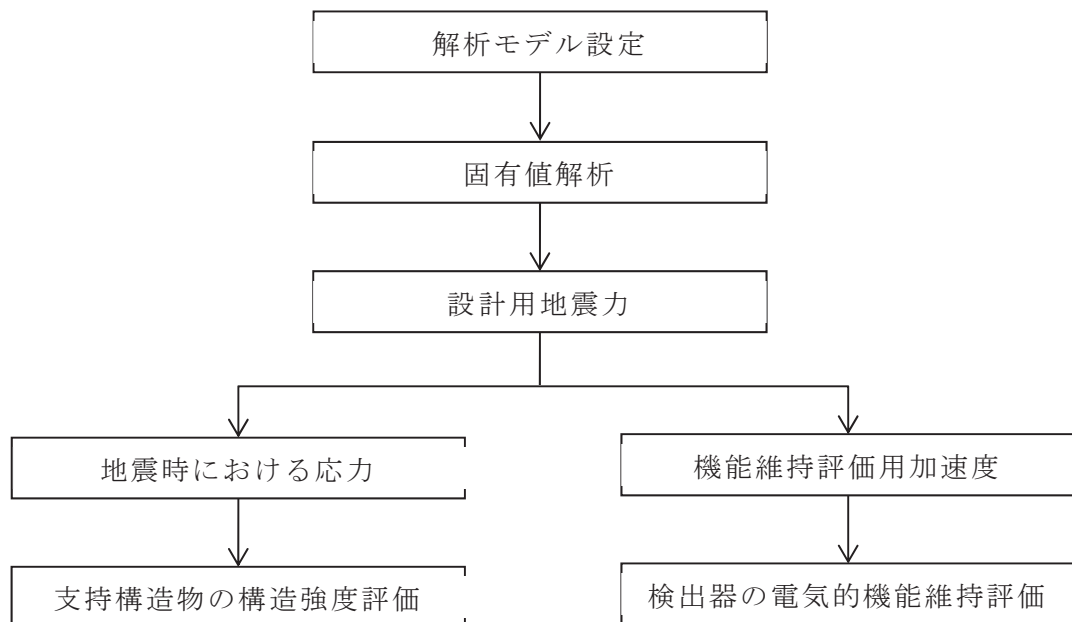 解析モデル設定
固有値解析
設計用地震力
地震時における応力
機能維持評価用加速度
支持構造物の構造強度評価
検出器の電気的機能維持評価